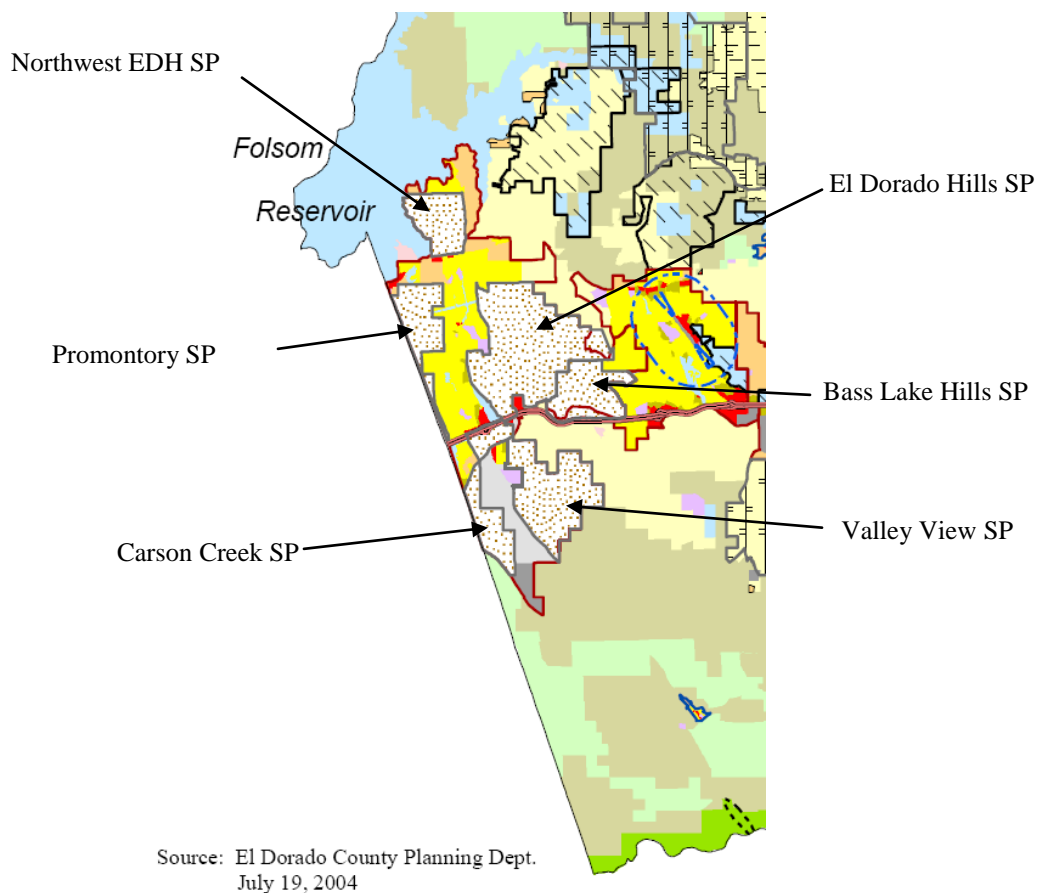 Northwest EDH SP
Folsom
Reservoir
El Dorado Hills SP
Promontory SP
Bass Lake Hills SP
Valley View SP
Carson Creek SP
Source: El Dorado County Planning Dept.
July 19, 2004